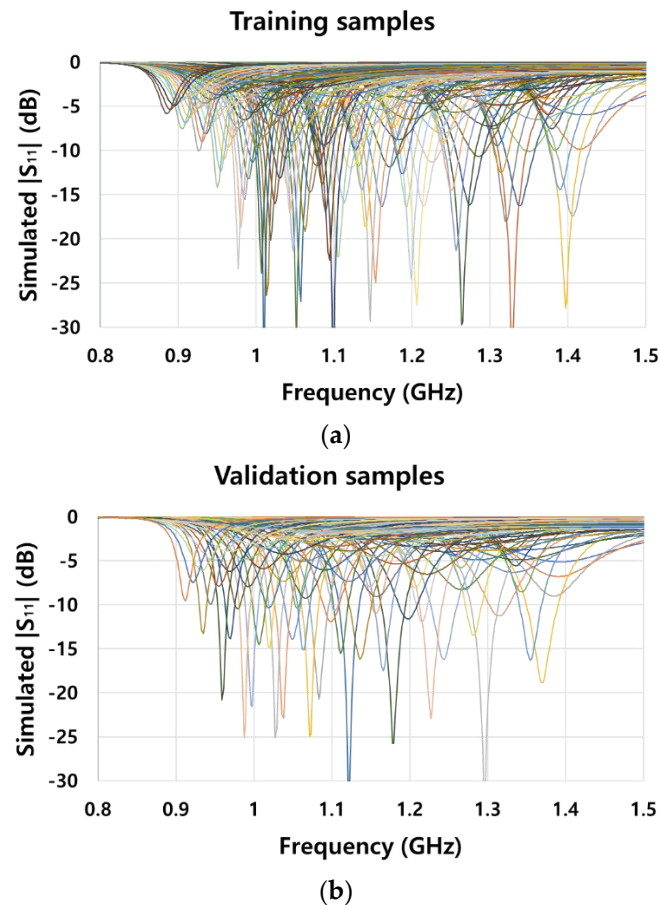 Training samples
Simulated |S₁₁| (dB)
0
-5
-10
-15
-20
-25
-30
0.8 0.9 1 1.1 1.2 1.3 1.4 1.5
Frequency (GHz)
(a)
Validation samples
Simulated |S₁₁| (dB)
0
-5
-10
-15
-20
-25
-30
0.8 0.9 1 1.1 1.2 1.3 1.4 1.5
Frequency (GHz)
(b)